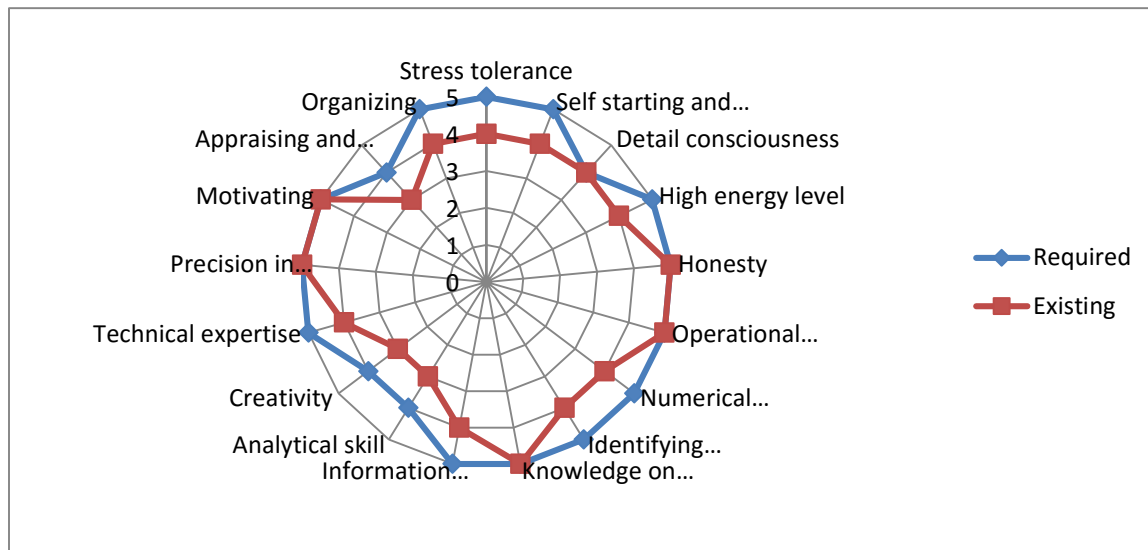 Stress tolerance
Self starting and...
Detail consciousness
High energy level
Honesty
Operational...
Numerical...
Identifying...
Knowledge on...
Information...
Analytical skill
Creativity
Technical expertise
Precision in...
Motivating
Appraising and...
Organizing
5
4
3
2
1
0
Required
Existing